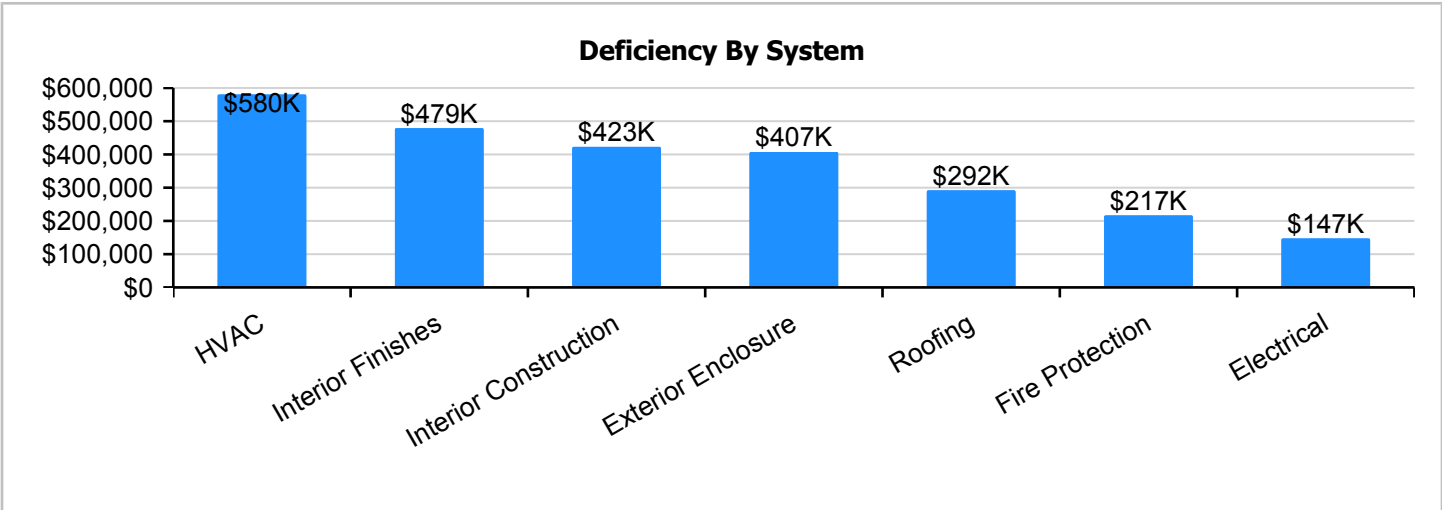 Deficiency By System
$600,000
$500,000
$400,000
$300,000
$200,000
$100,000
$0
$580K
$479K
$423K
$407K
$292K
$217K
$147K
HVAC
Interior Finishes
Interior Construction
Exterior Enclosure
Roofing
Fire Protection
Electrical